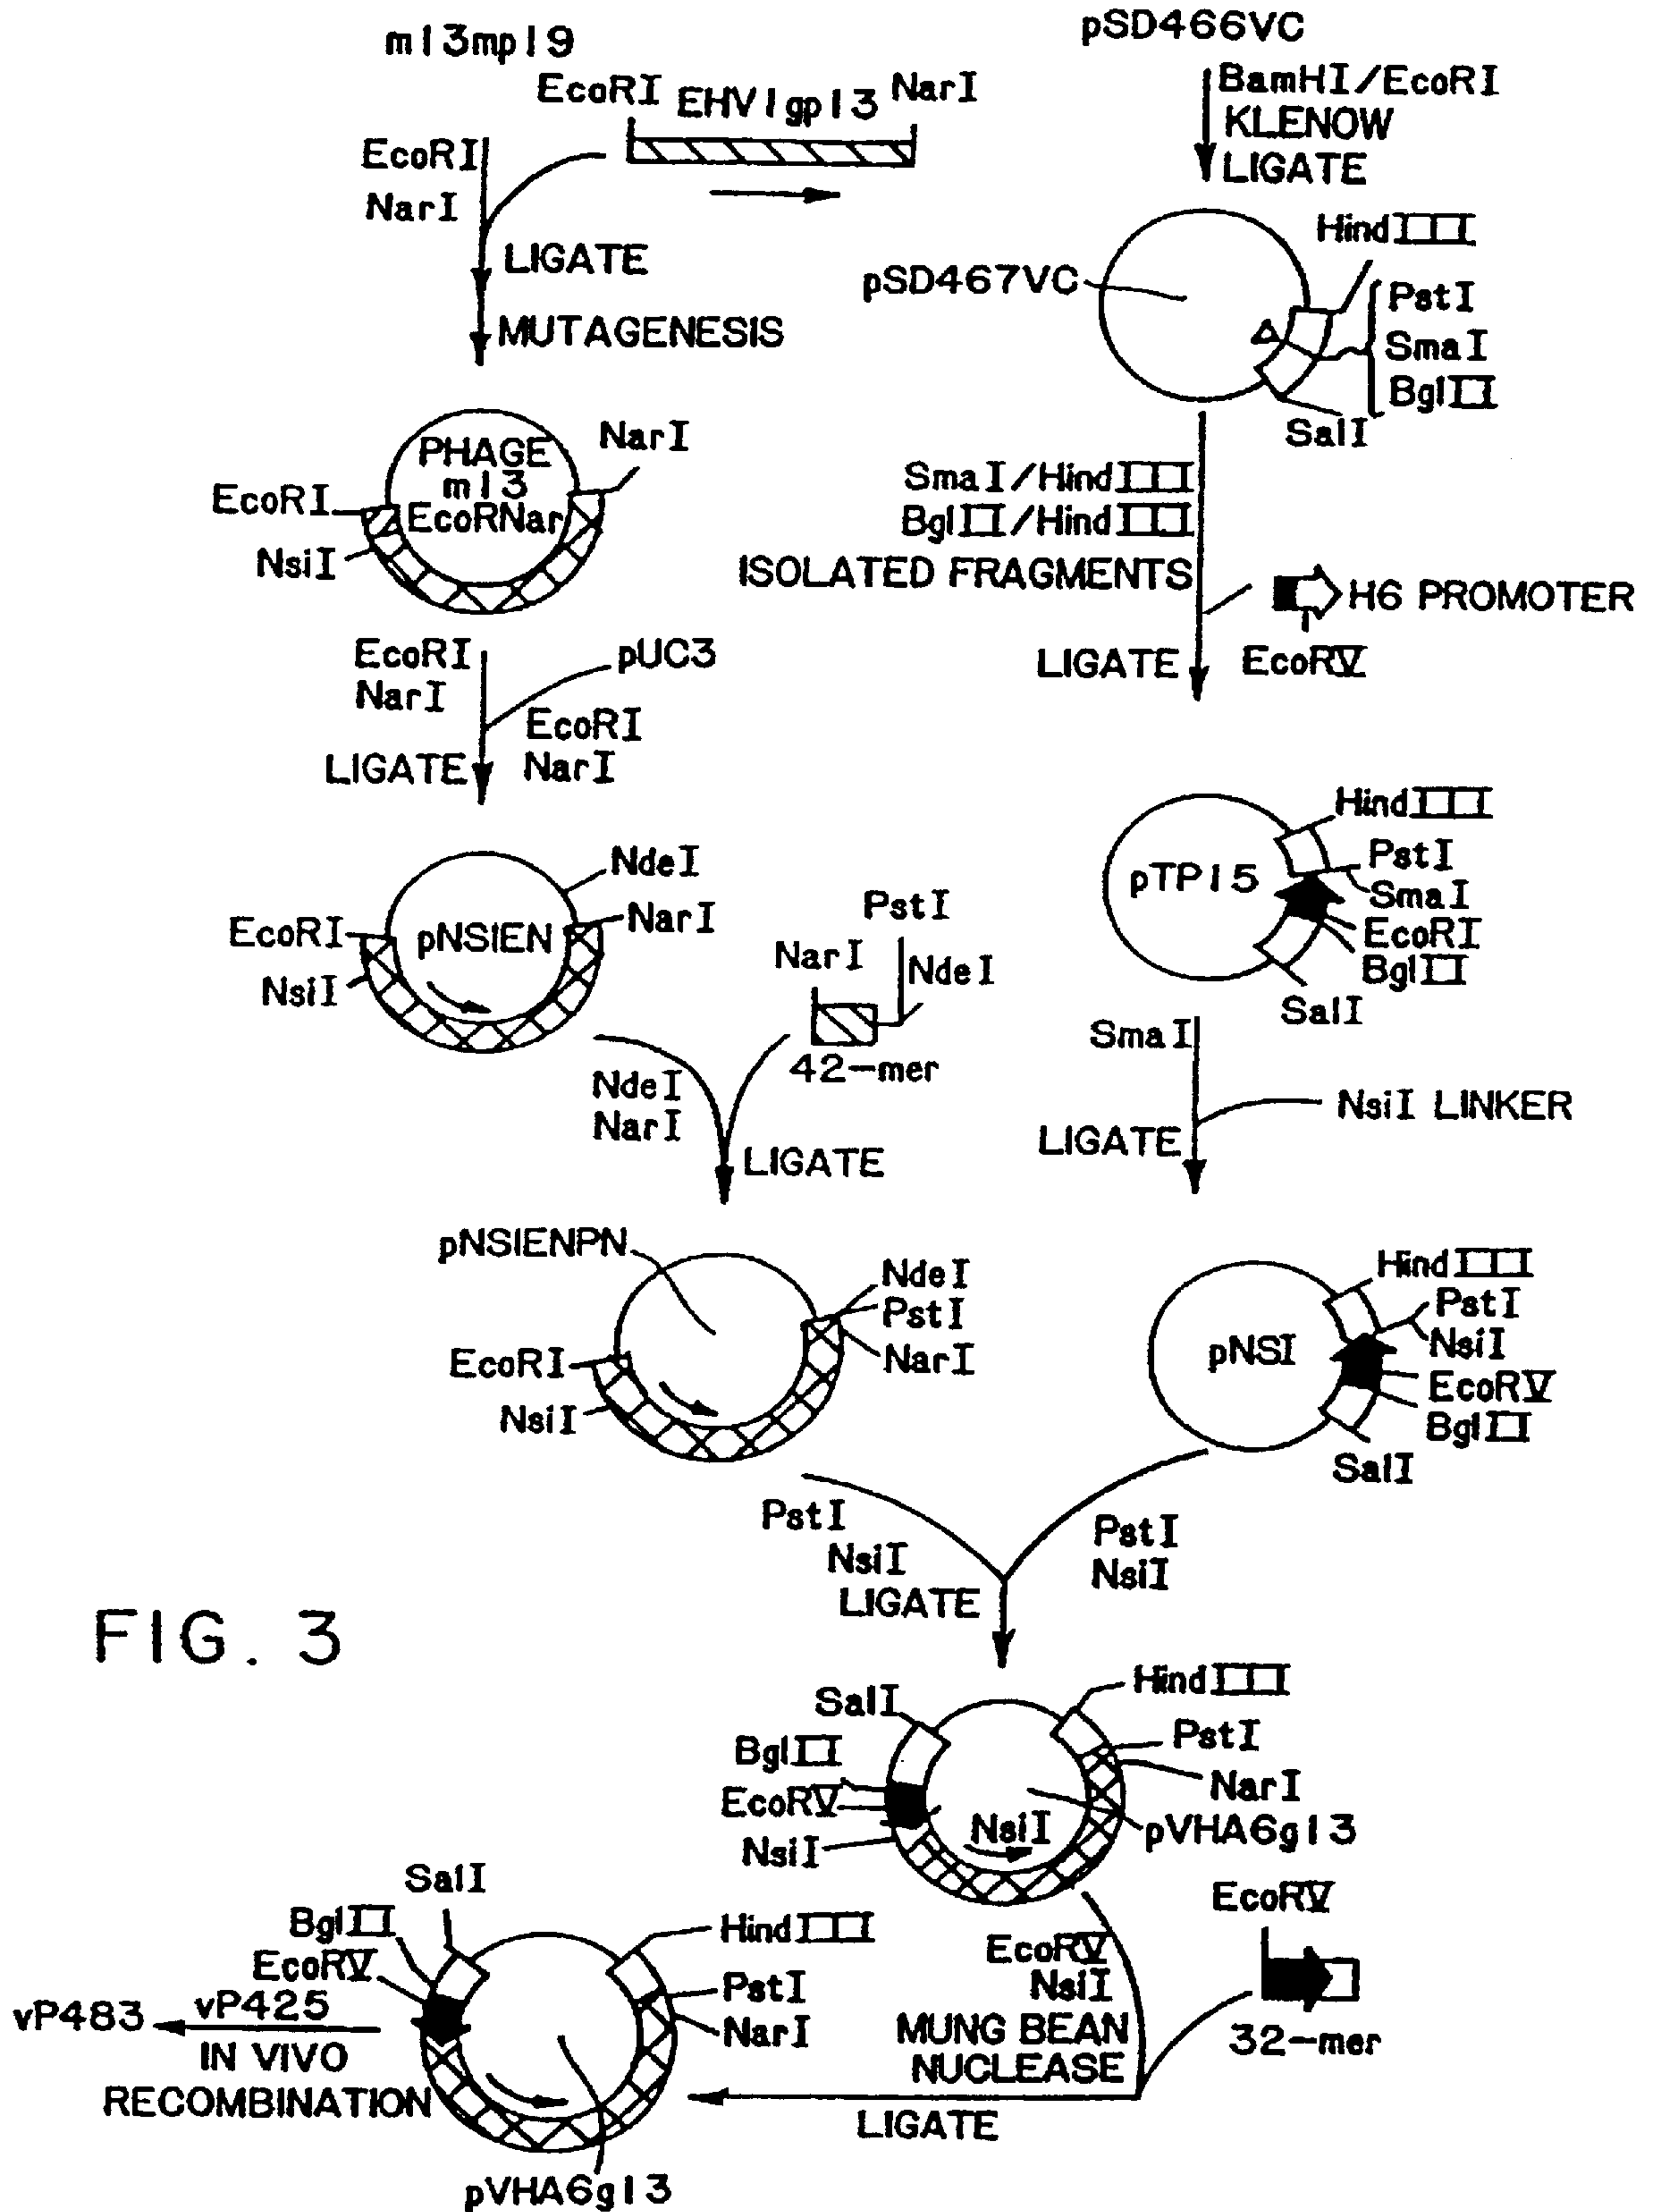 m13mp19
EcoRI EHV1gp13 NarI
EcoRI
NarI
LIGATE
MUTAGENESIS
PHAGE
m13
EcoRNar
NarI
EcoRI
NsiI
EcoRI
NarI
pUC3
EcoRI
NarI
LIGATE
NdeI
NarI
EcoRI
pNSIEN
NsiI
PstI
NarI
NdeI
42-mer
NdeI
NarI
LIGATE
pNSIENPN
NdeI
PstI
NarI
EcoRI
NsiI
pSD466VC
BamHI/EcoRI
KLENOW
LIGATE
HindIII
pSD467VC
PstI
SmaI
BglII
SalI
SmaI/HindIII
BglII/HindIII
ISOLATED FRAGMENTS
H6 PROMOTER
EcoRV
LIGATE
HindIII
pTP15
PstI
SmaI
EcoRI
BglII
SalI
SmaI
NsiI LINKER
LIGATE
HindIII
PstI
NsiI
pNSI
EcoRV
BglII
SalI
PstI
NsiI
PstI
NsiI
LIGATE
FIG. 3
SalI
HindIII
BglII
PstI
EcoRV
NarI
NsiI
NsiI
pVHA6g13
EcoRV
NsiI
MUNG BEAN
NUCLEASE
EcoRV
32-mer
LIGATE
SalI
BglII
HindIII
EcoRV
PstI
NarI
vP483
vP425
IN VIVO
RECOMBINATION
pVHA6g13